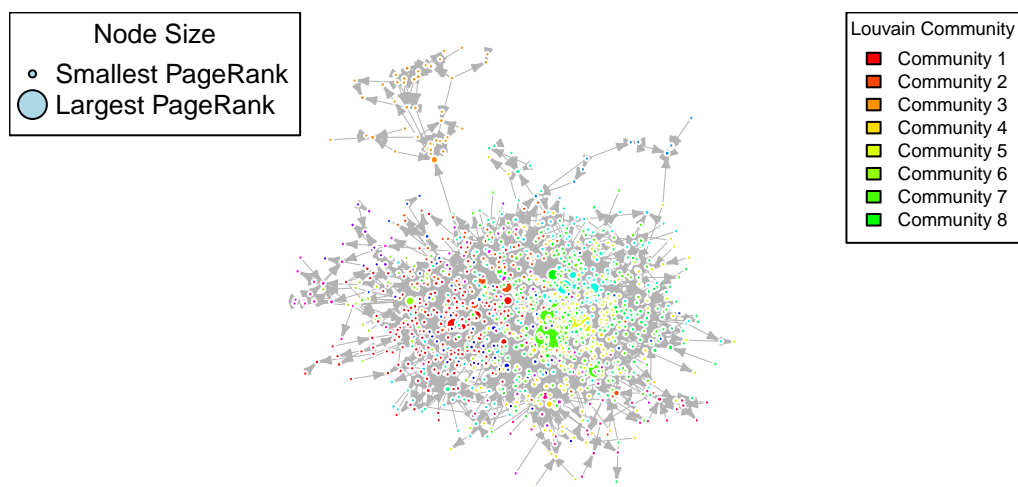 Node Size
Smallest PageRank
Largest PageRank
Louvain Community
Community 1
Community 2
Community 3
Community 4
Community 5
Community 6
Community 7
Community 8